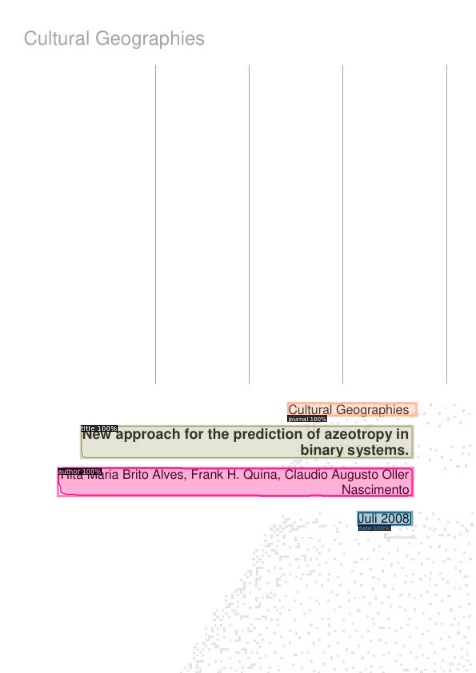 Cultural Geographies
Cultural Geographies
journal 100%
title 100%
New approach for the prediction of azeotropy in
binary systems.
author 100%
Rita Maria Brito Alves, Frank H. Quina, Claudio Augusto Oller
Nascimento
Juli 2008
date 100%